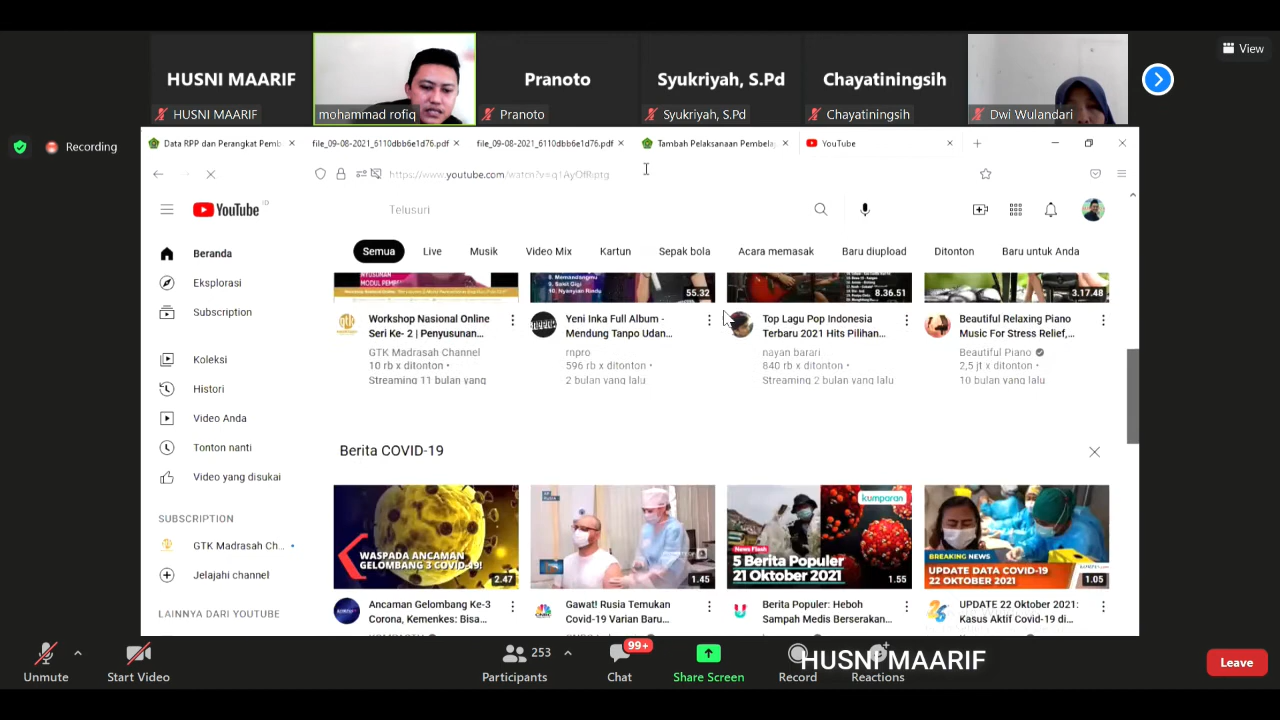 HUSNI MAARIF
Pranoto
Syukriyah, S.Pd
Chayatiningsih
View
HUSNI MAARIF
mohammad rofiq
Pranoto
Syukriyah, S.Pd
Chayatiningsih
Dwi Wulandari
Recording
Data RPP dan Perangkat Pemb
file_09-08-2021_6110dbb6e1d76.pdf
file_09-08-2021_6110dbb6e1d76.pdf
Tambah Pelaksanaan Pembelaj
YouTube
YouTube ID
Telusuri
Beranda
Eksplorasi
Subscription
Koleksi
Histori
Video Anda
Tonton nanti
Video yang disukai
SUBSCRIPTION
GTK Madrasah Ch...
Jelajahi channel
LAINNYA DARI YOUTUBE
Semua
Live
Musik
Video Mix
Kartun
Sepak bola
Acara memasak
Baru diupload
Ditonton
Baru untuk Anda
55.32
8.36.51
3.17.48
Workshop Nasional Online
Seri Ke- 2 | Penyusunan...
GTK Madrasah Channel
10 rb x ditonton •
Streaming 11 bulan yang
Yeni Inka Full Album -
Mendung Tanpo Udan...
rnpro
596 rb x ditonton •
2 bulan yang lalu
Top Lagu Pop Indonesia
Terbaru 2021 Hits Pilihan...
nayan barari
840 rb x ditonton •
Streaming 2 bulan yang lalu
Beautiful Relaxing Piano
Music For Stress Relief,...
Beautiful Piano
2,5 jt x ditonton •
10 bulan yang lalu
Berita COVID-19
WASPADA ANCAMAN
GELOMBANG 3 COVID-19!
2.47
1.45
kumparan
News Flash
5 Berita Populer
21 Oktober 2021
1.55
BREAKING NEWS
UPDATE DATA COVID-19
22 OKTOBER 2021
1.05
Ancaman Gelombang Ke-3
Corona, Kemenkes: Bisa...
Gawat! Rusia Temukan
Covid-19 Varian Baru...
Berita Populer: Heboh
Sampah Medis Berserakan...
UPDATE 22 Oktober 2021:
Kasus Aktif Covid-19 di...
Unmute
Start Video
253
Participants
99+
Chat
Share Screen
Record
Reactions
HUSNI MAARIF
Leave